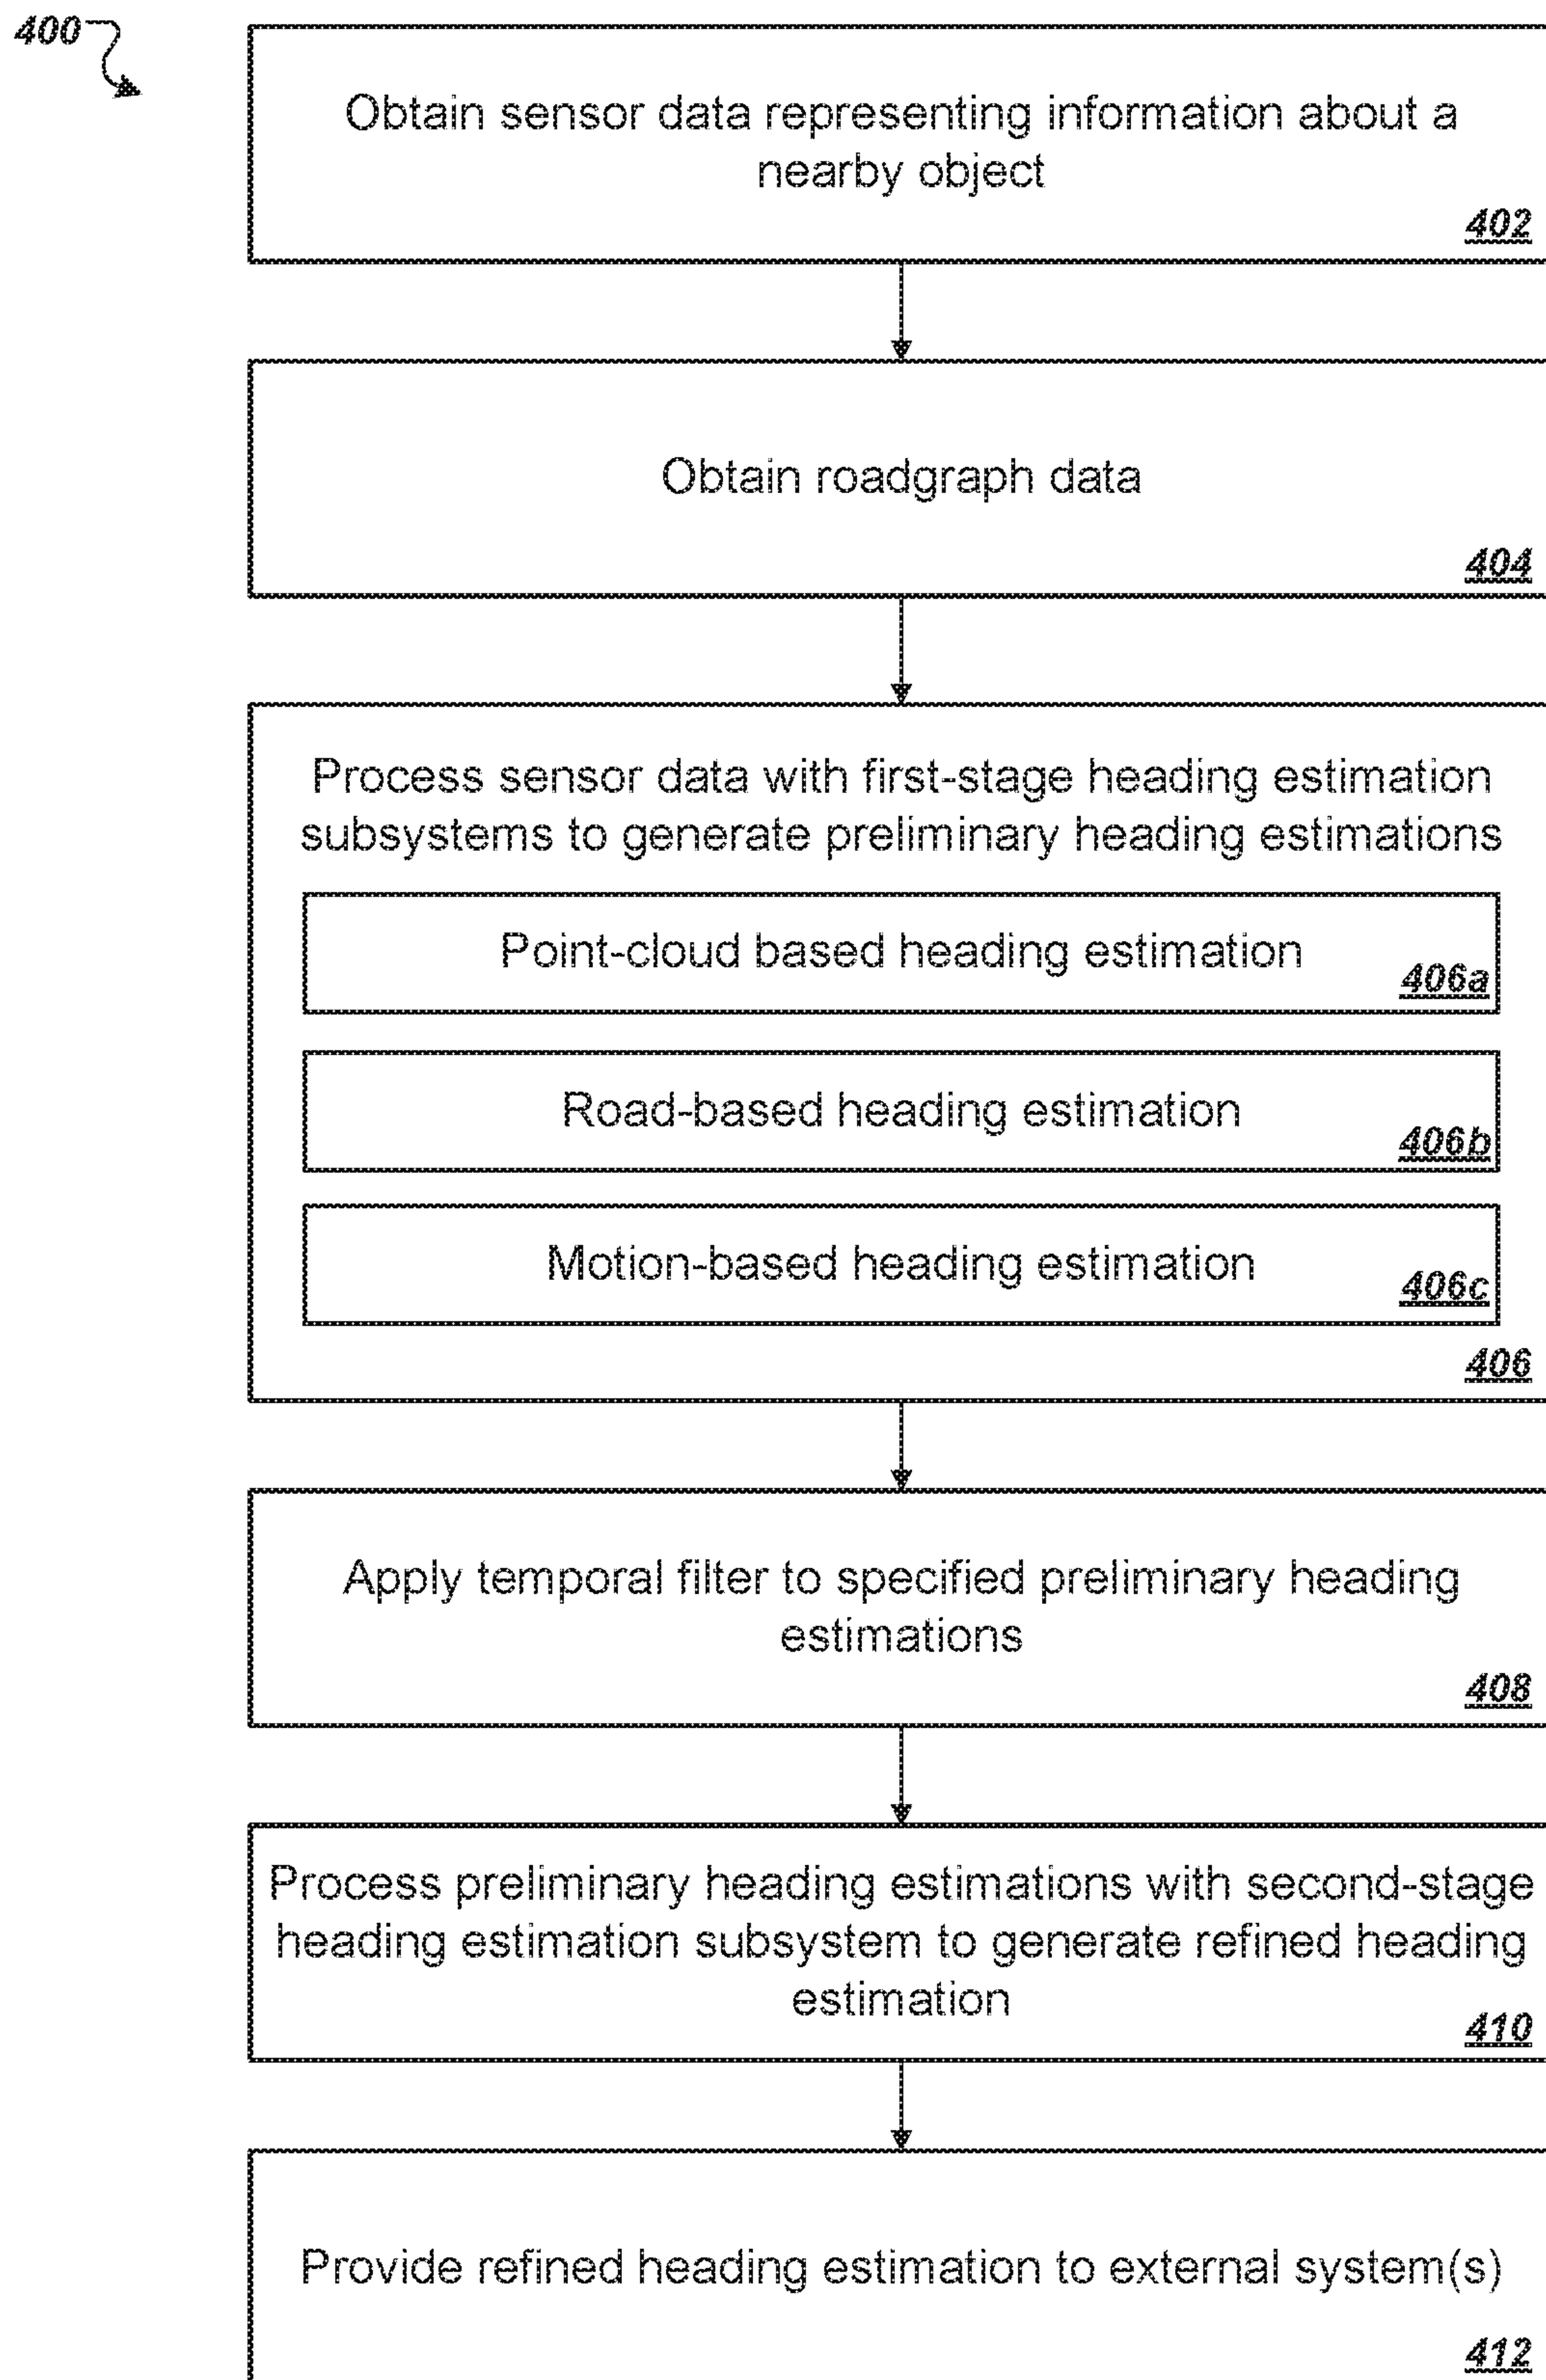 400
Obtain sensor data representing information about a
nearby object
402
Obtain roadgraph data
404
Process sensor data with first-stage heading estimation
subsystems to generate preliminary heading estimations
Point-cloud based heading estimation
406a
Road-based heading estimation
406b
Motion-based heading estimation
406c
406
Apply temporal filter to specified preliminary heading
estimations
408
Process preliminary heading estimations with second-stage
heading estimation subsystem to generate refined heading
estimation
410
Provide refined heading estimation to external system(s)
412